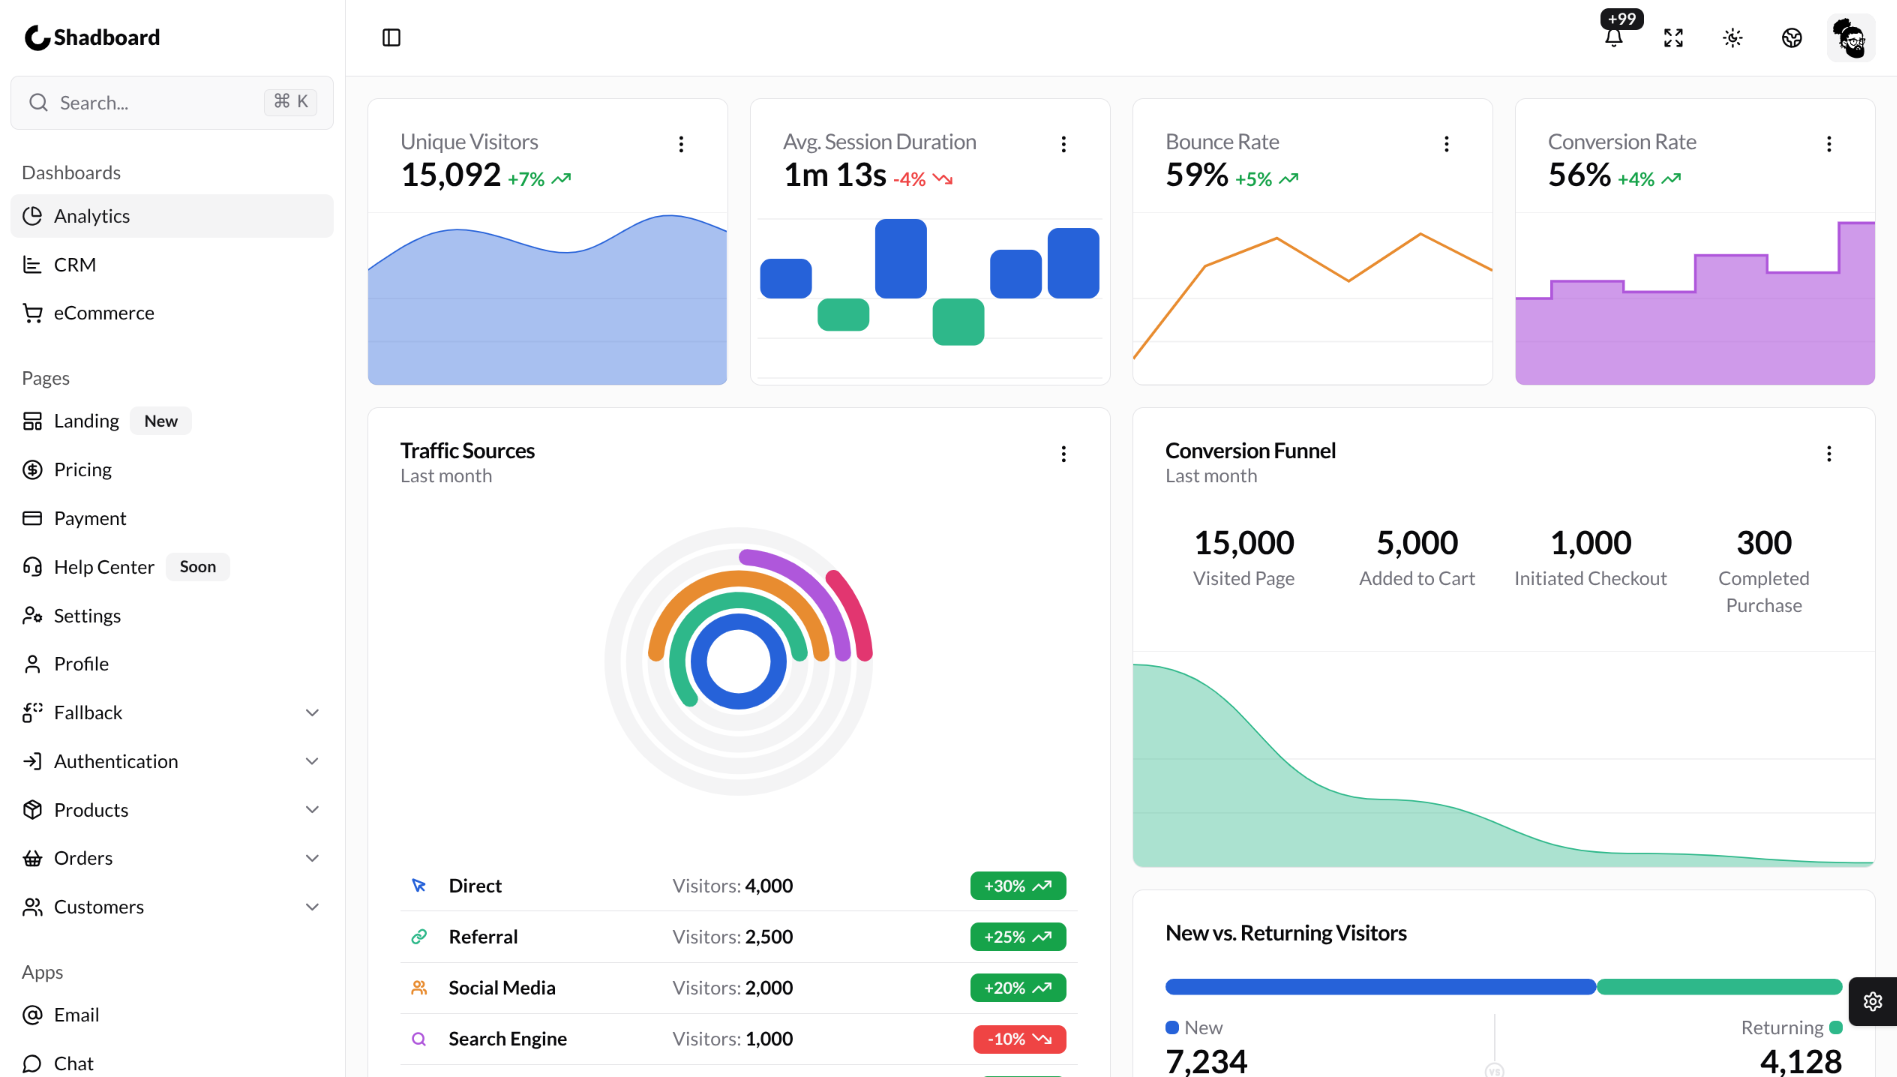 Shadboard
Search...
⌘ K
Dashboards
Analytics
CRM
eCommerce
Pages
Landing New
Pricing
Payment
Help Center Soon
Settings
Profile
Fallback
Authentication
Products
Orders
Customers
Apps
Email
Chat
+99
Unique Visitors
15,092 +7%
Avg. Session Duration
1m 13s -4%
Bounce Rate
59% +5%
Conversion Rate
56% +4%
Traffic Sources
Last month
Direct Visitors: 4,000 +30%
Referral Visitors: 2,500 +25%
Social Media Visitors: 2,000 +20%
Search Engine Visitors: 1,000 -10%
Conversion Funnel
Last month
15,000 5,000 1,000 300
Visited Page Added to Cart Initiated Checkout Completed
Purchase
New vs. Returning Visitors
New Returning
7,234 4,128
VS